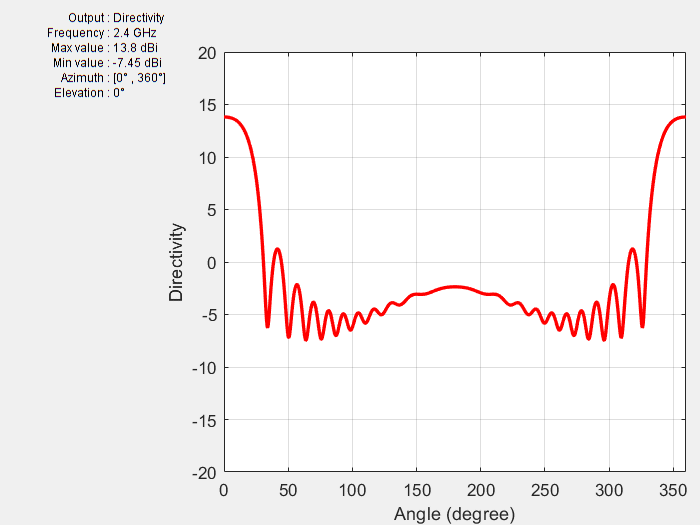 Output : Directivity
Frequency : 2.4 GHz
Max value : 13.8 dBi
Min value : -7.45 dBi
Azimuth : [0° , 360°]
Elevation : 0°
20
15
10
5
0
-5
-10
-15
-20
Directivity
0 50 100 150 200 250 300 350
Angle (degree)